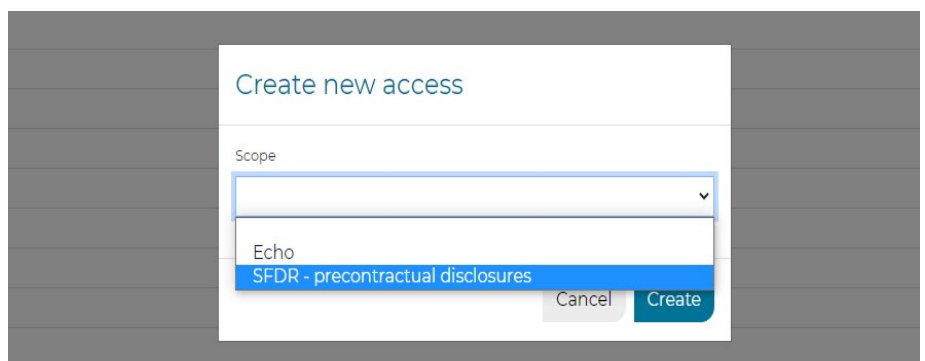 Create new access
Scope
Echo
SFDR - precontractual disclosures
Cancel Create